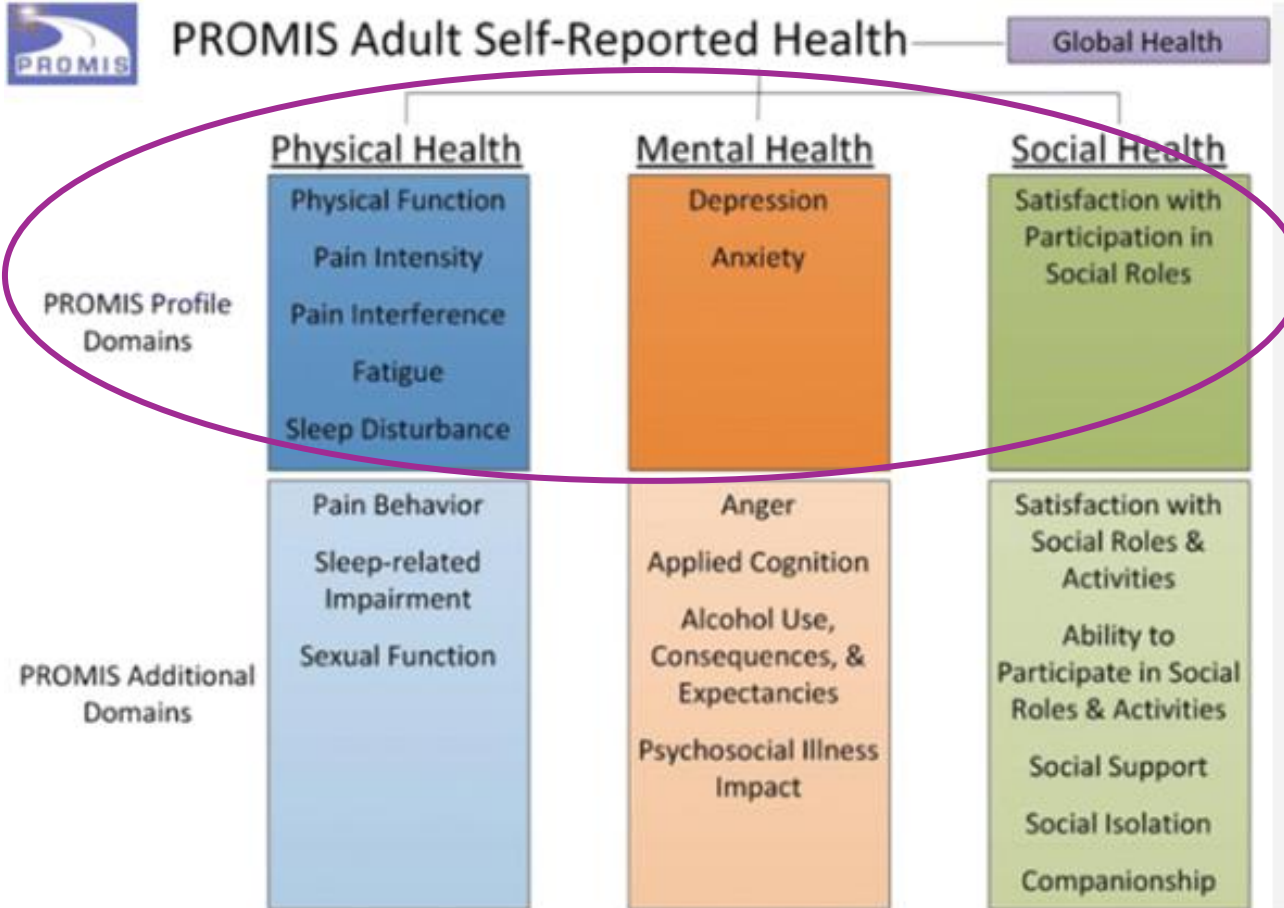 PROMIS
PROMIS Adult Self-Reported Health
Global Health
Physical Health
Mental Health
Social Health
PROMIS Profile
Domains
Physical Function
Pain Intensity
Pain Interference
Fatigue
Sleep Disturbance
Depression
Anxiety
Satisfaction with
Participation in
Social Roles
PROMIS Additional
Domains
Pain Behavior
Sleep-related
Impairment
Sexual Function
Anger
Applied Cognition
Alcohol Use,
Consequences, &
Expectancies
Psychosocial Illness
Impact
Satisfaction with
Social Roles &
Activities
Ability to
Participate in Social
Roles & Activities
Social Support
Social Isolation
Companionship